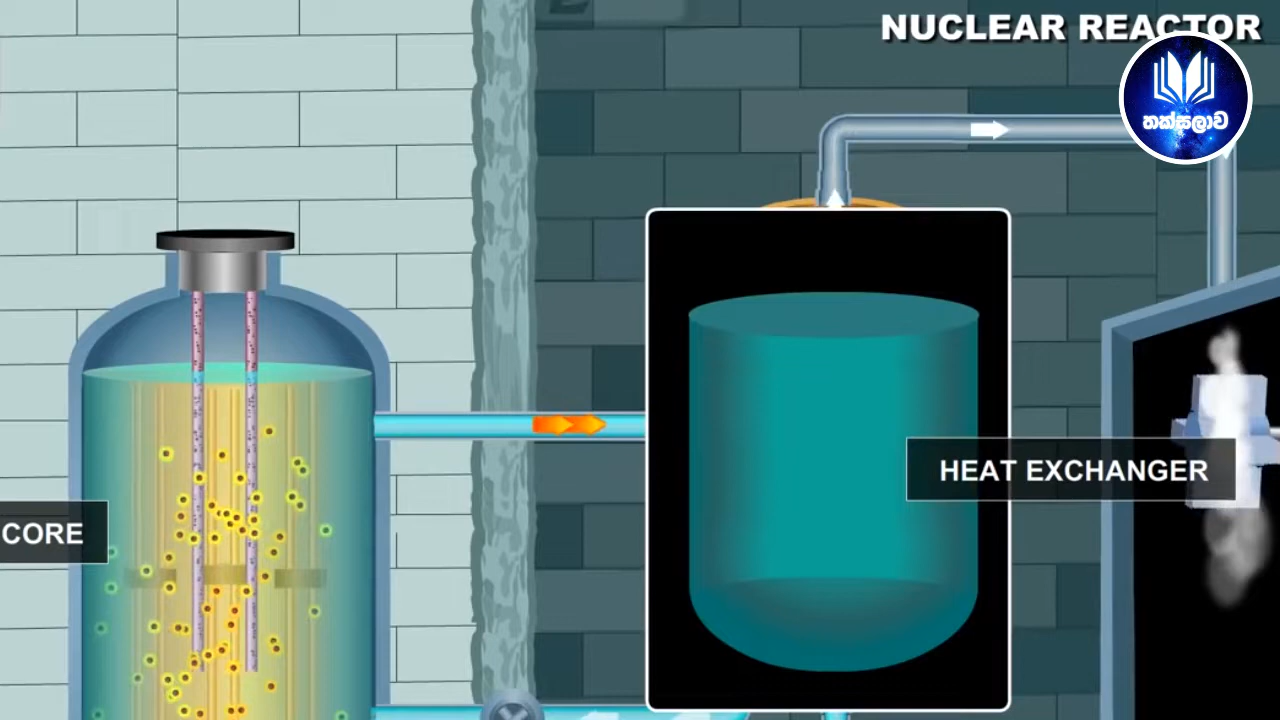 NUCLEAR REACTOR
තක්සලාව
HEAT EXCHANGER
CORE